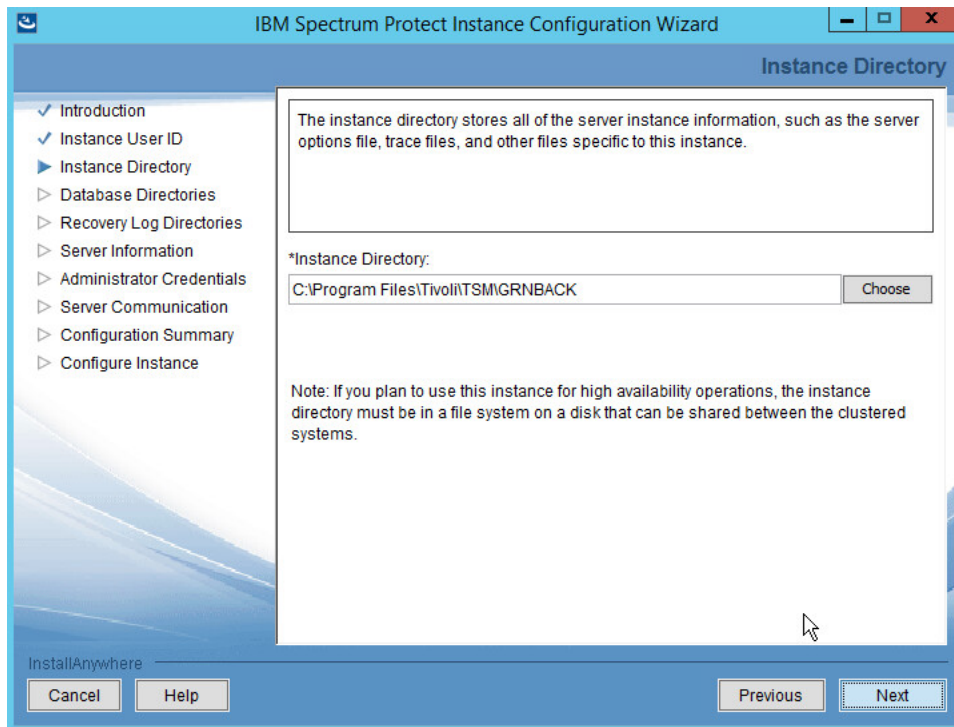 IBM Spectrum Protect Instance Configuration Wizard
Instance Directory
Introduction
Instance User ID
Instance Directory
Database Directories
Recovery Log Directories
Server Information
Administrator Credentials
Server Communication
Configuration Summary
Configure Instance
The instance directory stores all of the server instance information, such as the server
options file, trace files, and other files specific to this instance.
*Instance Directory:
C:\Program Files\Tivoli\TSM\GRNBACK
Choose
Note: If you plan to use this instance for high availability operations, the instance
directory must be in a file system on a disk that can be shared between the clustered
systems.
InstallAnywhere
Cancel
Help
Previous
Next